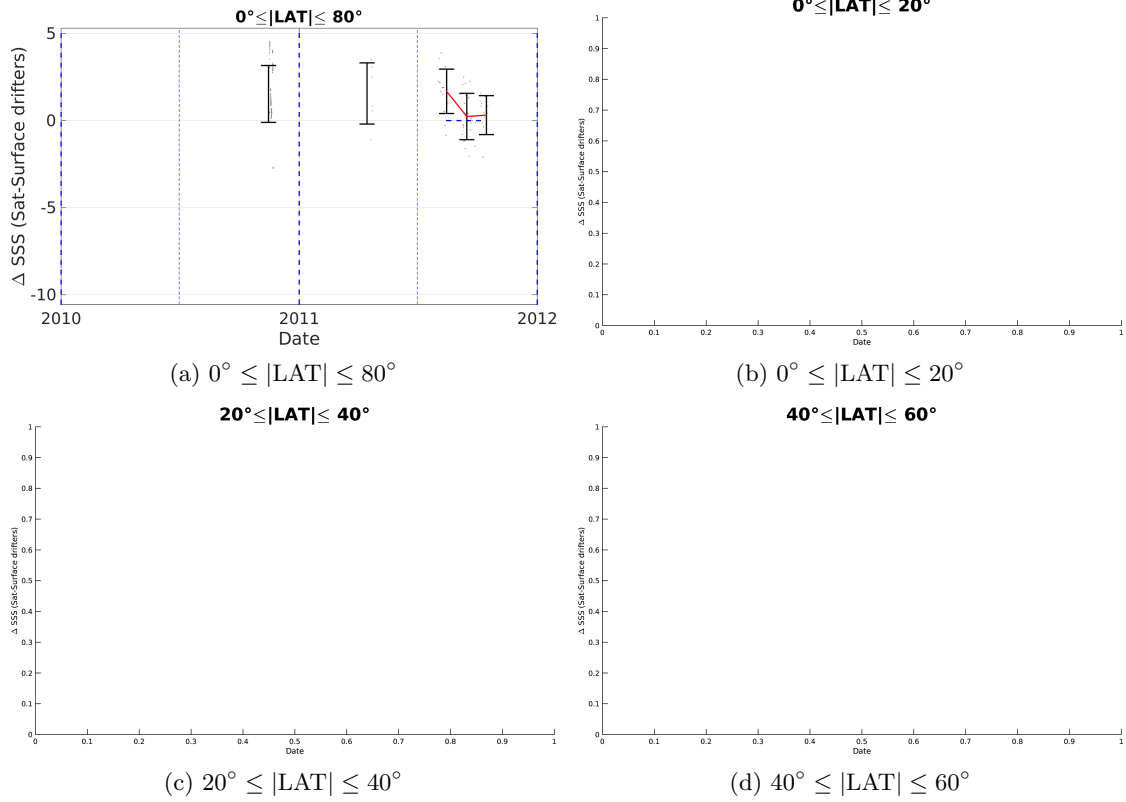 0°≤|LAT|≤ 80°
Δ SSS (Sat-Surface drifters)
5
0
-5
-10
2010
2011
2012
Date
(a) 0° ≤ |LAT| ≤ 80°
0°≤|LAT|≤ 20°
Δ SSS (Sat-Surface drifters)
1
0.9
0.8
0.7
0.6
0.5
0.4
0.3
0.2
0.1
0
0 0.1 0.2 0.3 0.4 0.5 0.6 0.7 0.8 0.9 1
Date
(b) 0° ≤ |LAT| ≤ 20°
20°≤|LAT|≤ 40°
Δ SSS (Sat-Surface drifters)
1
0.9
0.8
0.7
0.6
0.5
0.4
0.3
0.2
0.1
0
0 0.1 0.2 0.3 0.4 0.5 0.6 0.7 0.8 0.9 1
Date
(c) 20° ≤ |LAT| ≤ 40°
40°≤|LAT|≤ 60°
Δ SSS (Sat-Surface drifters)
1
0.9
0.8
0.7
0.6
0.5
0.4
0.3
0.2
0.1
0
0 0.1 0.2 0.3 0.4 0.5 0.6 0.7 0.8 0.9 1
Date
(d) 40° ≤ |LAT| ≤ 60°